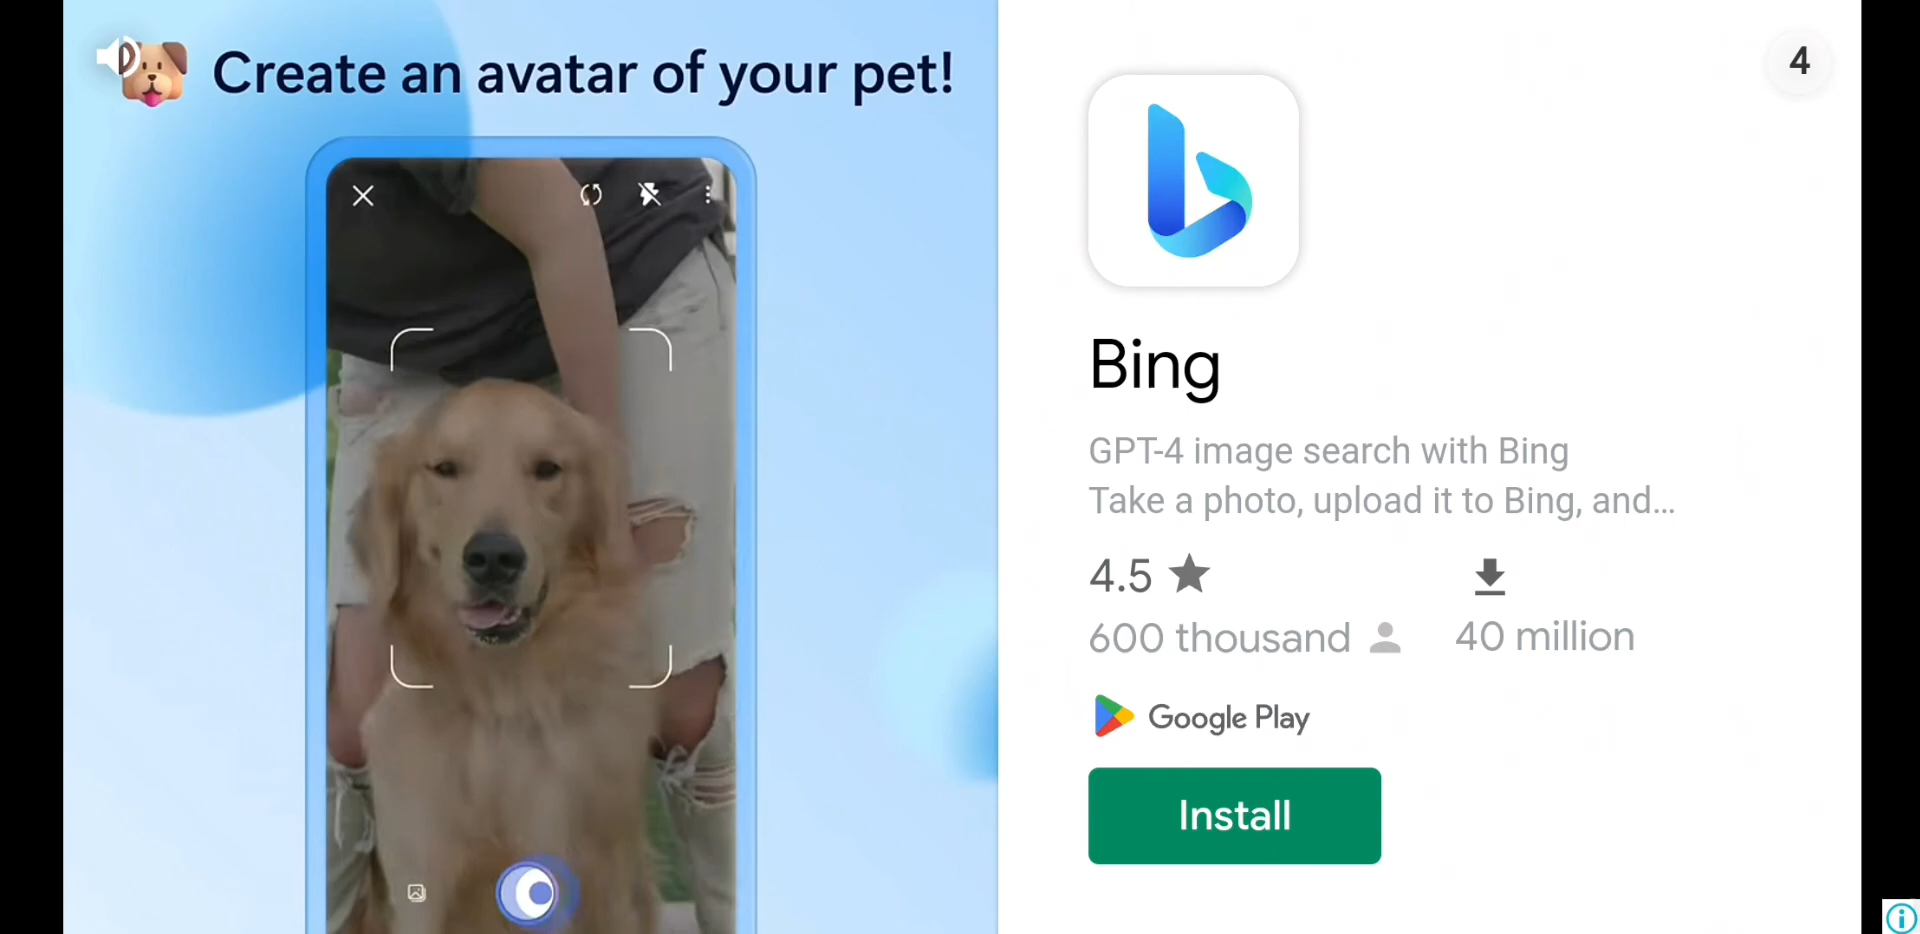 Create an avatar of your pet!
4
Bing
GPT-4 image search with Bing
Take a photo, upload it to Bing, and...
4.5
600 thousand
40 million
Google Play
Install